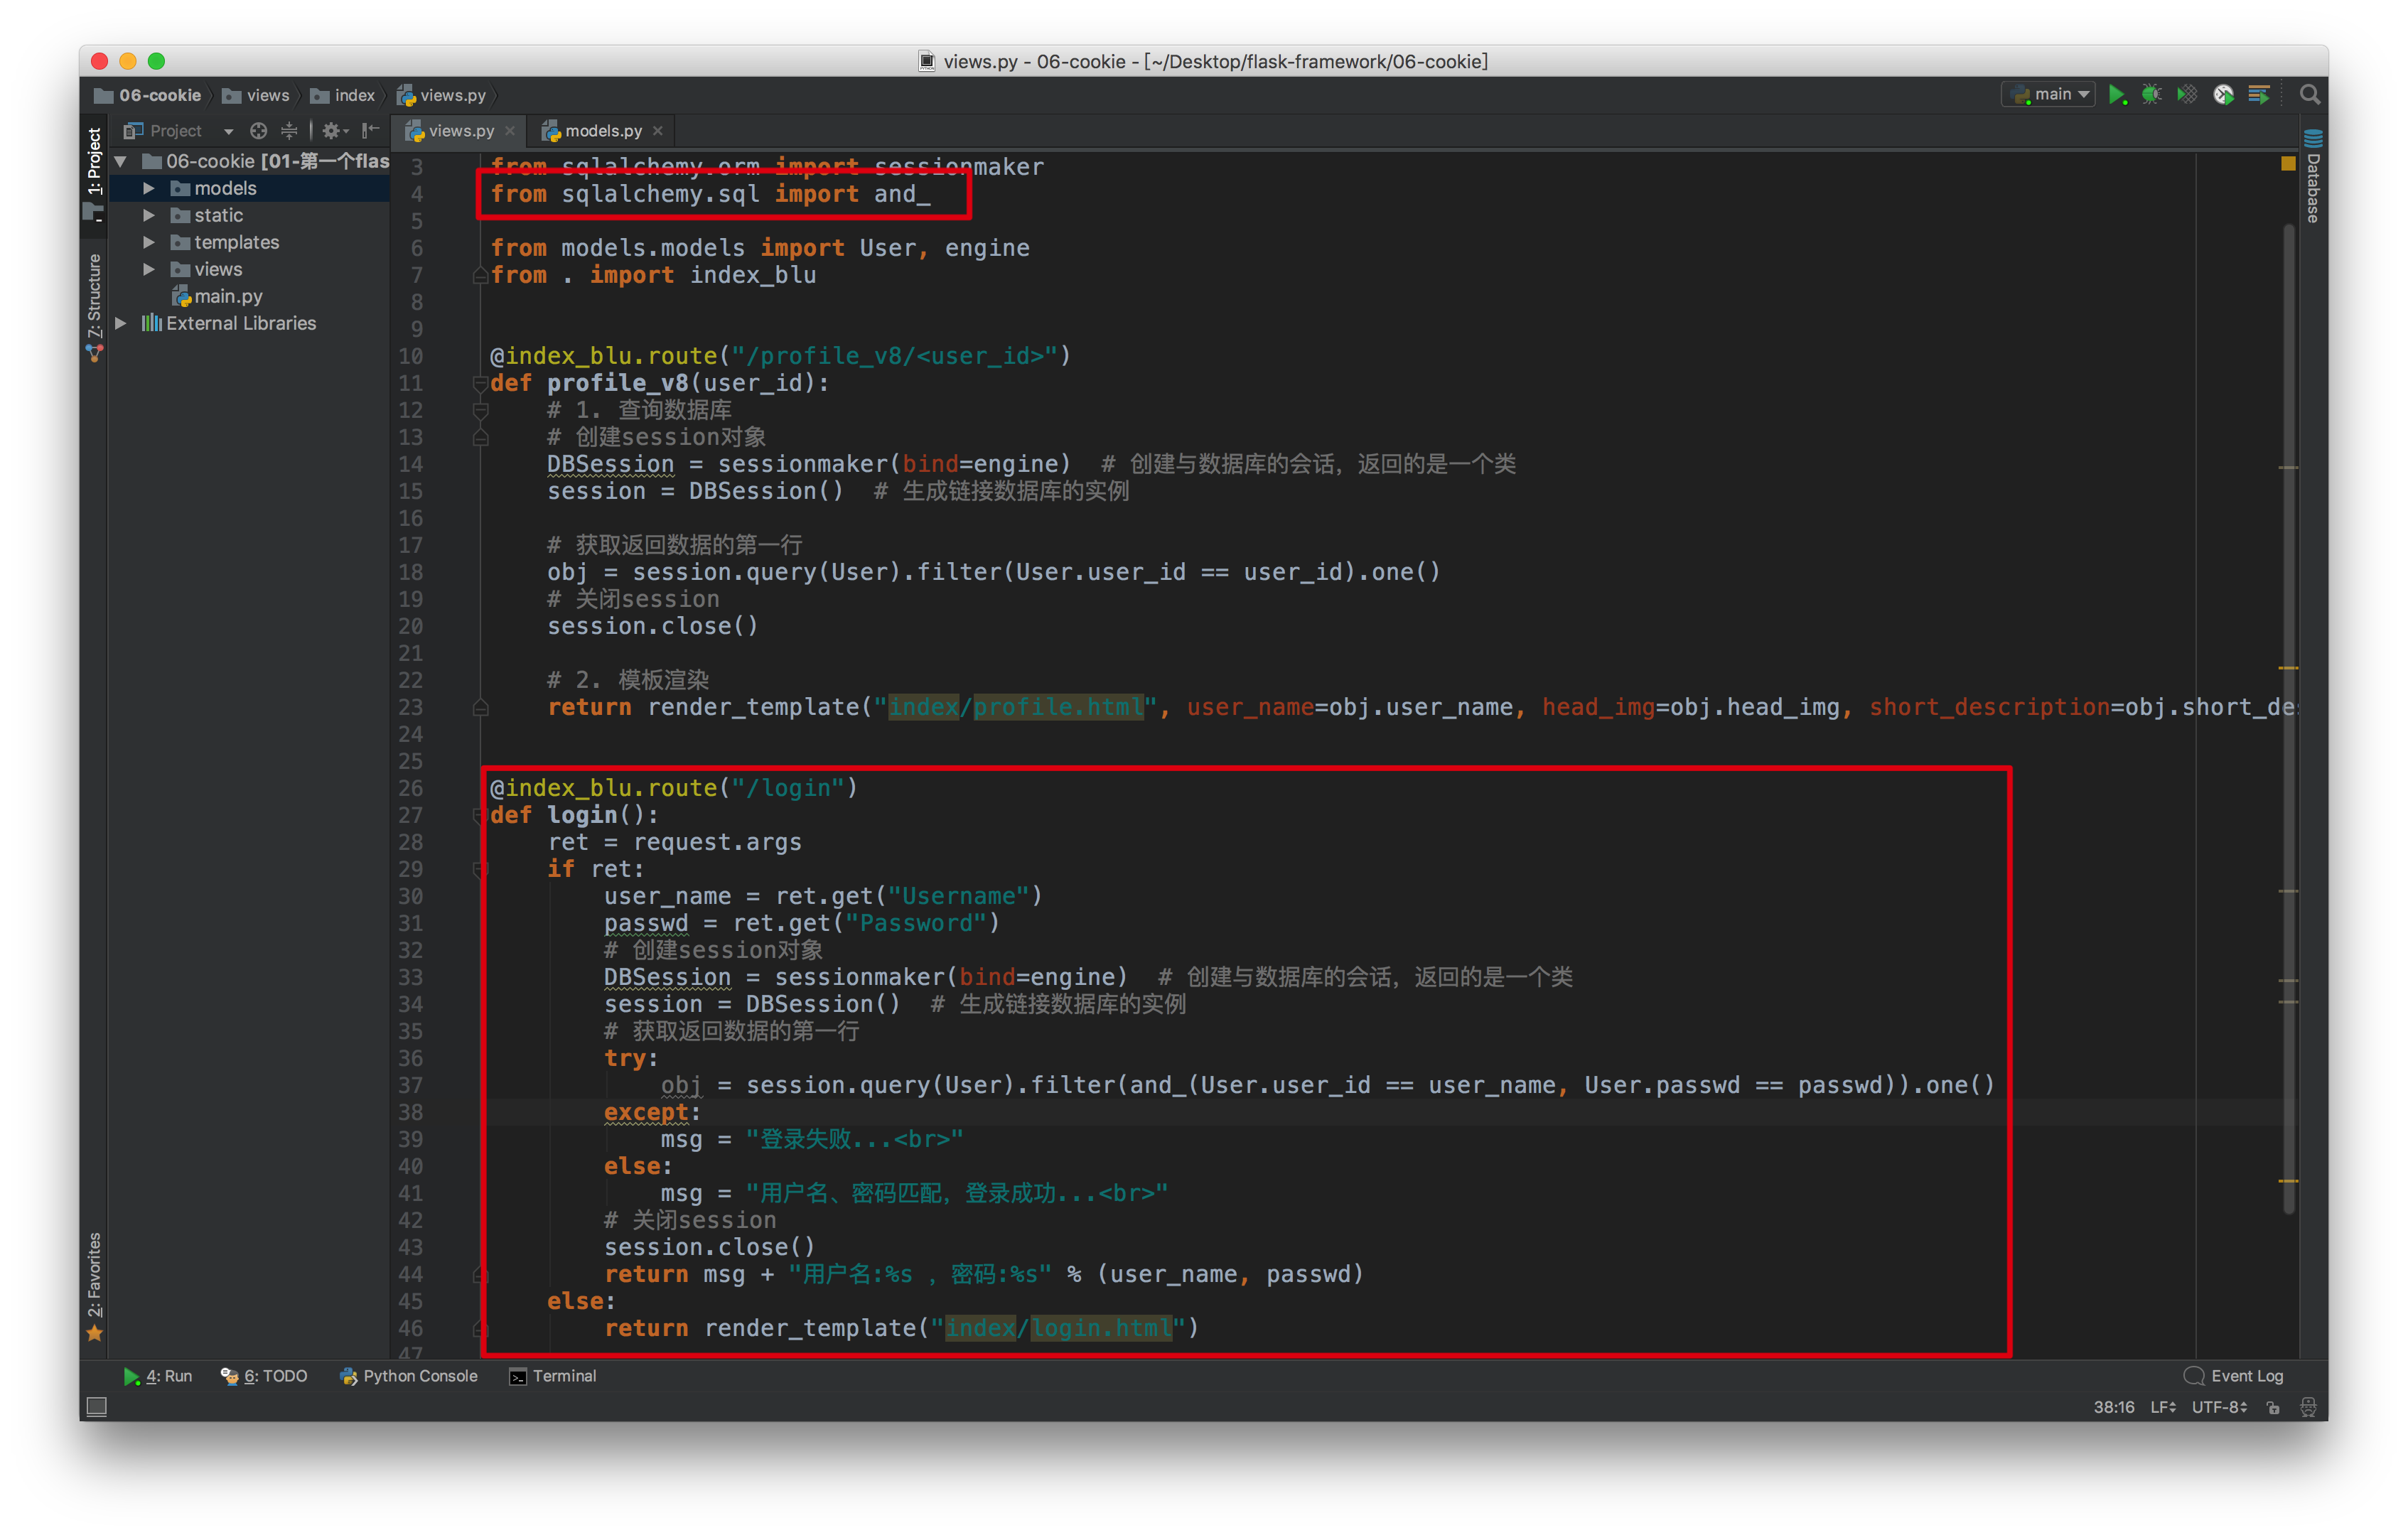 views.py - 06-cookie - [~/Desktop/flask-framework/06-cookie]
06-cookie views index views.py
main
Project
views.py models.py
1: Project
7: Structure
2: Favorites
Database
06-cookie [01-第一个flas
models
static
templates
views
main.py
External Libraries
3 from sqlalchemy.orm import sessionmaker
4 from sqlalchemy.sql import and_
5
6 from models.models import User, engine
7 from . import index_blu
8
9
10 @index_blu.route("/profile_v8/<user_id>")
11 def profile_v8(user_id):
12 # 1. 查询数据库
13 # 创建session对象
14 DBSession = sessionmaker(bind=engine) # 创建与数据库的会话，返回的是一个类
15 session = DBSession() # 生成链接数据库的实例
16
17 # 获取返回数据的第一行
18 obj = session.query(User).filter(User.user_id == user_id).one()
19 # 关闭session
20 session.close()
21
22 # 2. 模板渲染
23 return render_template("index/profile.html", user_name=obj.user_name, head_img=obj.head_img, short_description=obj.short_de
24
25
26 @index_blu.route("/login")
27 def login():
28 ret = request.args
29 if ret:
30 user_name = ret.get("Username")
31 passwd = ret.get("Password")
32 # 创建session对象
33 DBSession = sessionmaker(bind=engine) # 创建与数据库的会话，返回的是一个类
34 session = DBSession() # 生成链接数据库的实例
35 # 获取返回数据的第一行
36 try:
37 obj = session.query(User).filter(and_(User.user_id == user_name, User.passwd == passwd)).one()
38 except:
39 msg = "登录失败...<br>"
40 else:
41 msg = "用户名、密码匹配，登录成功...<br>"
42 # 关闭session
43 session.close()
44 return msg + "用户名:%s ，密码:%s" % (user_name, passwd)
45 else:
46 return render_template("index/login.html")
47
4: Run 6: TODO Python Console Terminal Event Log
38:16 LF UTF-8